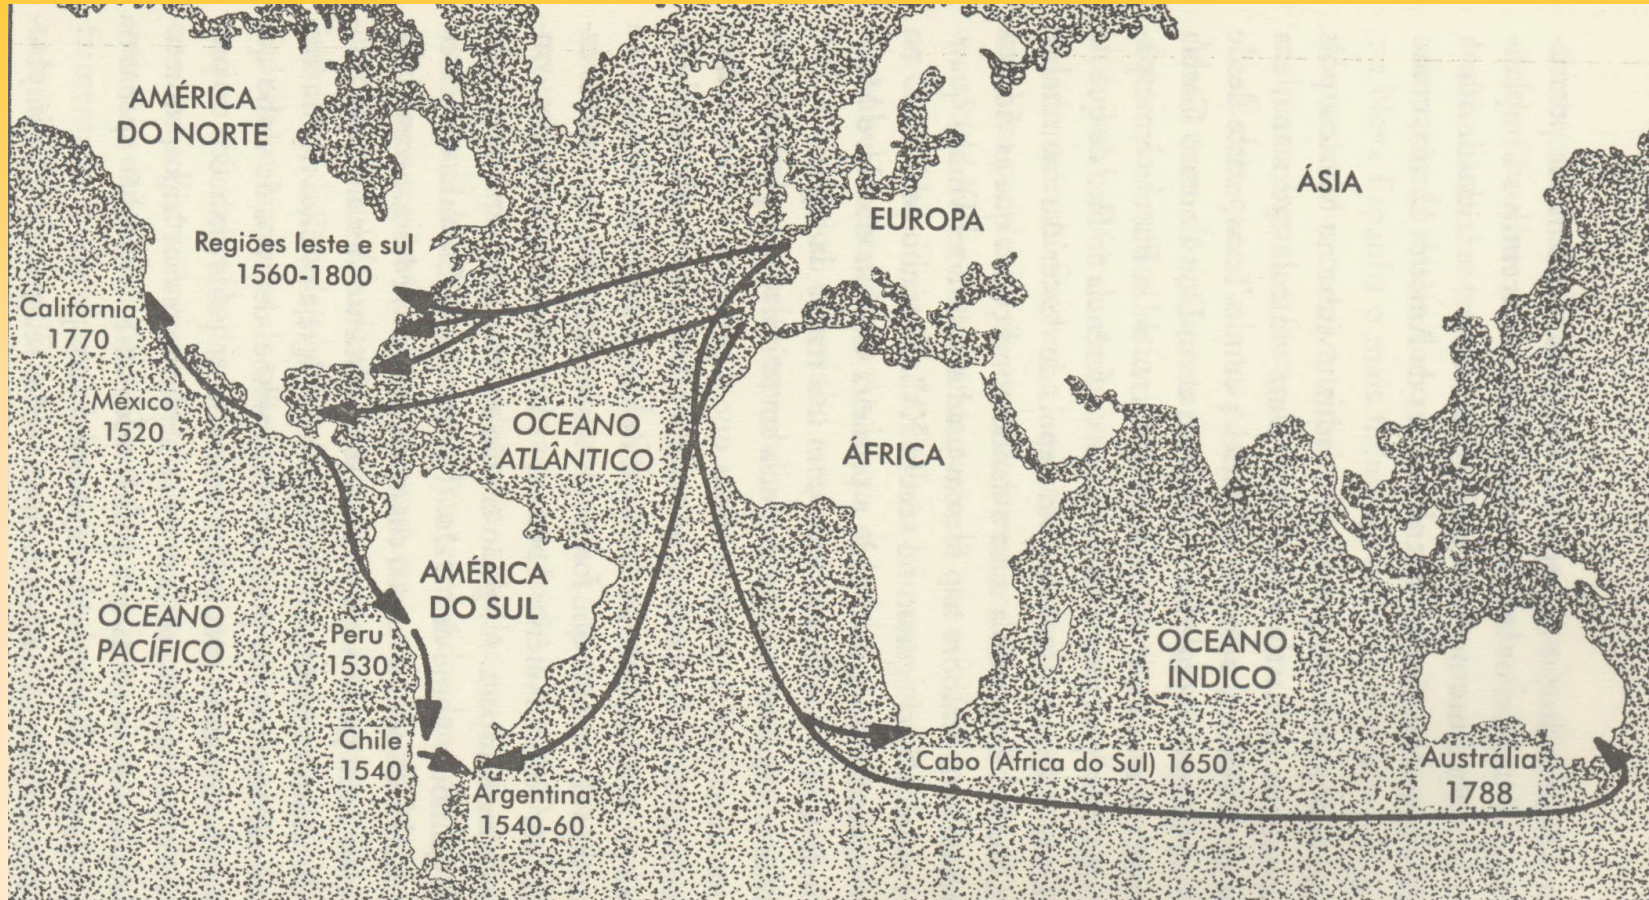 AMÉRICA
DO NORTE
ÁSIA
EUROPA
Regiões leste e sul
1560-1800
Califórnia
1770
México
1520
OCEANO
ATLÂNTICO
ÁFRICA
AMÉRICA
DO SUL
OCEANO
PACÍFICO
Peru
1530
OCEANO
ÍNDICO
Chile
1540
Cabo (África do Sul) 1650
Austrália
1788
Argentina
1540-60